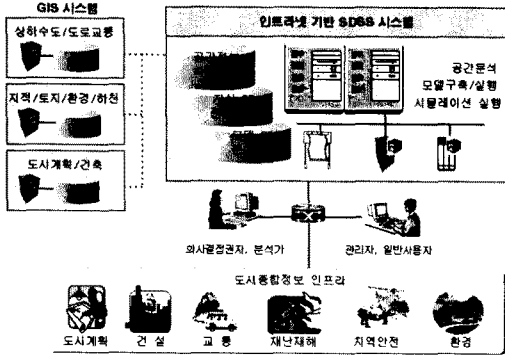 GIS 시스템
상하수도/도로교통
지적/토지/환경/하천
도시계획/건축
인트라넷 기반 SDSS 시스템
공간분석
모델구축/실행
시뮬레이션 실행
의사결정권자, 분석가
관리자, 일반사용자
도시종합정보 인프라
도시계획
건 설
교 통
재난재해
지역안전
환경